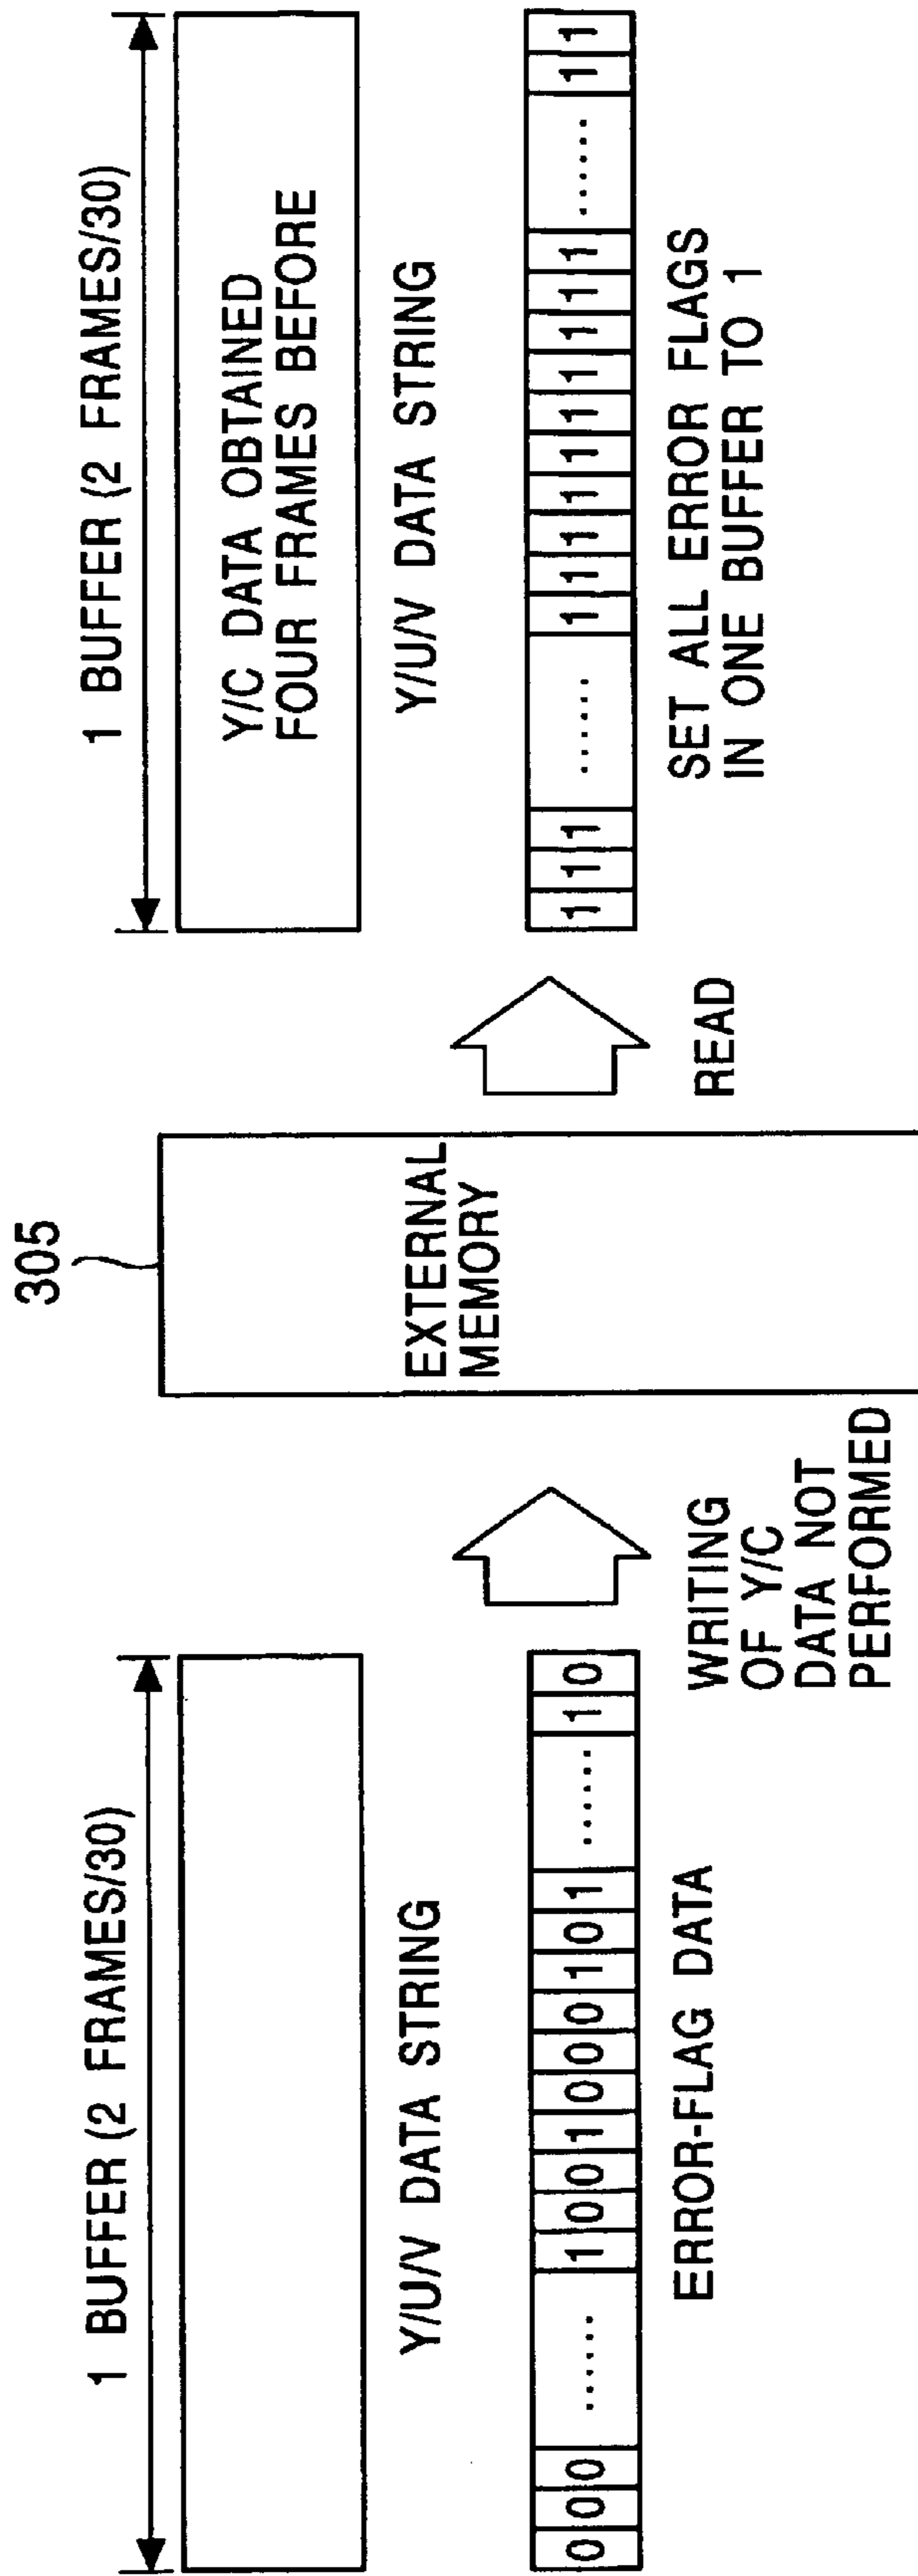 1 BUFFER (2 FRAMES/30)
Y/U/V DATA STRING
0 0 0 ...... 1 0 0 1 0 0 0 1 0 1 ...... 1 0
ERROR-FLAG DATA
WRITING
OF Y/C
DATA NOT
PERFORMED
305
EXTERNAL
MEMORY
READ
1 BUFFER (2 FRAMES/30)
Y/C DATA OBTAINED
FOUR FRAMES BEFORE
Y/U/V DATA STRING
1 1 1 ...... 1 1 1 1 1 1 1 1 1 1 ...... 1 1
SET ALL ERROR FLAGS
IN ONE BUFFER TO 1